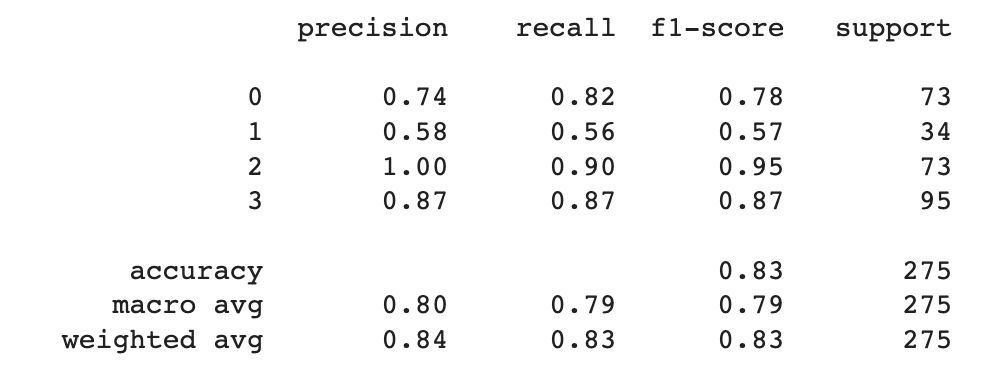 precision recall f1-score support
0 0.74 0.82 0.78 73
1 0.58 0.56 0.57 34
2 1.00 0.90 0.95 73
3 0.87 0.87 0.87 95
accuracy 0.83 275
macro avg 0.80 0.79 0.79 275
weighted avg 0.84 0.83 0.83 275